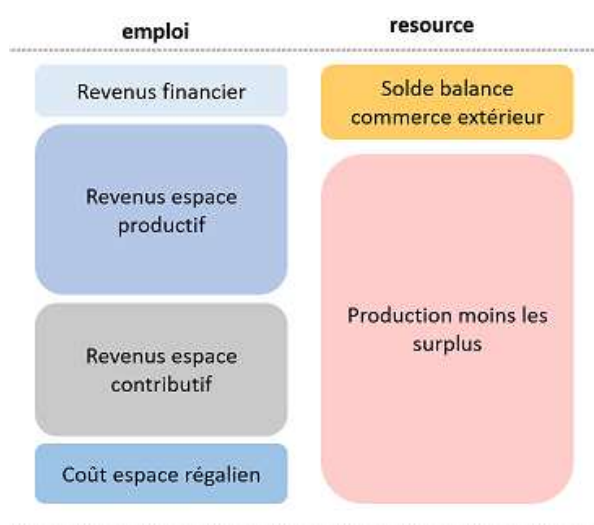 emploi
resource
Revenus financier
Solde balance
commerce extérieur
Revenus espace
productif
Production moins les
surplus
Revenus espace
contributif
Coût espace régalien